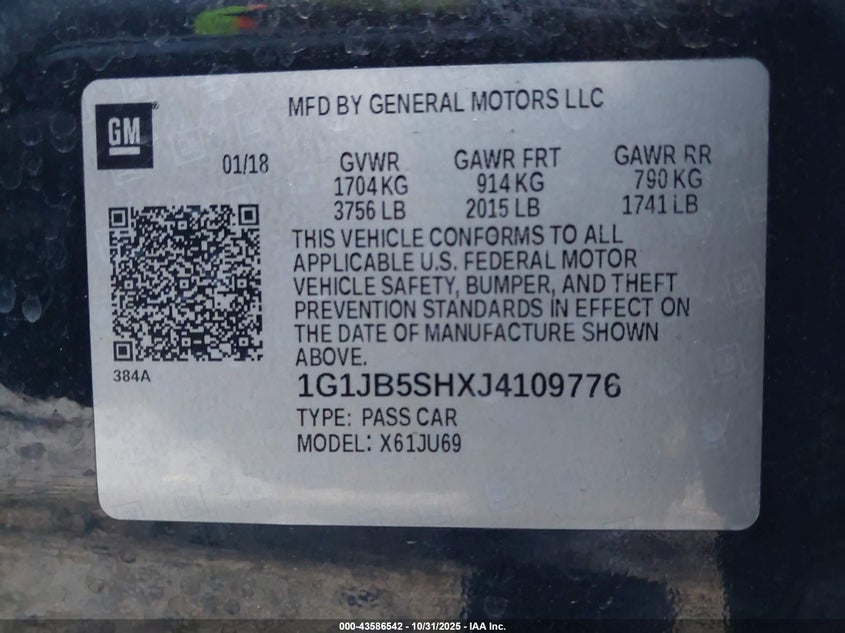 MFD BY GENERAL MOTORS LLC
GM
01/18
GVWR GAWR FRT GAWR RR
1704 KG 914 KG 790 KG
3756 LB 2015 LB 1741 LB
THIS VEHICLE CONFORMS TO ALL
APPLICABLE U.S. FEDERAL MOTOR
VEHICLE SAFETY, BUMPER, AND THEFT
PREVENTION STANDARDS IN EFFECT ON
THE DATE OF MANUFACTURE SHOWN
ABOVE.
384A
1G1JB5SHXJ4109776
TYPE: PASS CAR
MODEL: X61JU69
000-43586542 - 10/31/2025 - IAA Inc.